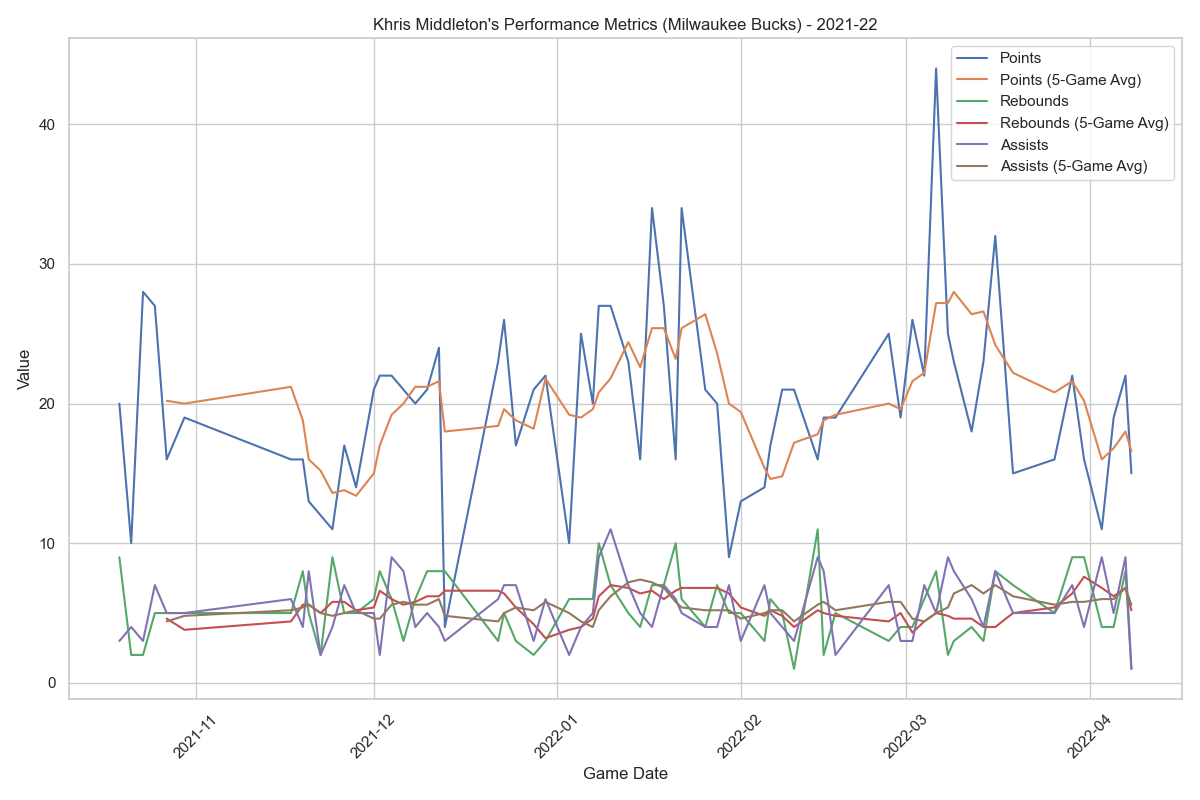 Khris Middleton's Performance Metrics (Milwaukee Bucks) - 2021-22
Points
Points (5-Game Avg)
Rebounds
Rebounds (5-Game Avg)
Assists
Assists (5-Game Avg)
Value
40
30
20
10
0
2021-11
2021-12
2022-01
2022-02
2022-03
2022-04
Game Date